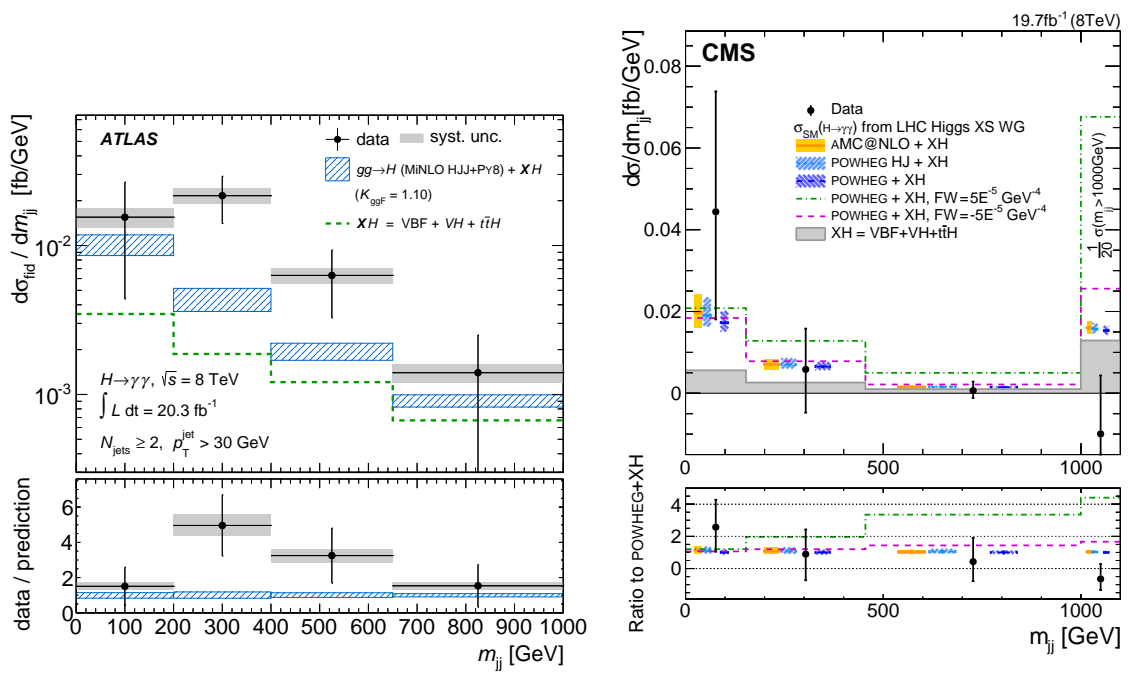 ATLAS
data syst. unc.
gg→H (MiNLO HJJ+PY8) + XH
(K_ggF = 1.10)
XH = VBF + VH + tt̄H
dσ_fid / dm_jj [fb/GeV]
10⁻²
10⁻³
H→γγ, √s = 8 TeV
∫ L dt = 20.3 fb⁻¹
N_jets ≥ 2, p_T^jet > 30 GeV
data / prediction
6
4
2
0
0 100 200 300 400 500 600 700 800 900 1000
m_jj [GeV]
19.7fb⁻¹ (8TeV)
CMS
dσ/dm_jj[fb/GeV]
0.08
0.06
0.04
0.02
0
Data
σ_SM(H→γγ) from LHC Higgs XS WG
AMC@NLO + XH
POWHEG HJ + XH
POWHEG + XH
POWHEG + XH, FW=5E⁻⁵ GeV⁻⁴
POWHEG + XH, FW=-5E⁻⁵ GeV⁻⁴
XH = VBF+VH+tt̄H
1/20 σ(m_jj>1000GeV)
0 500 1000
Ratio to POWHEG+XH
4
2
0
0 500 1000
m_jj [GeV]